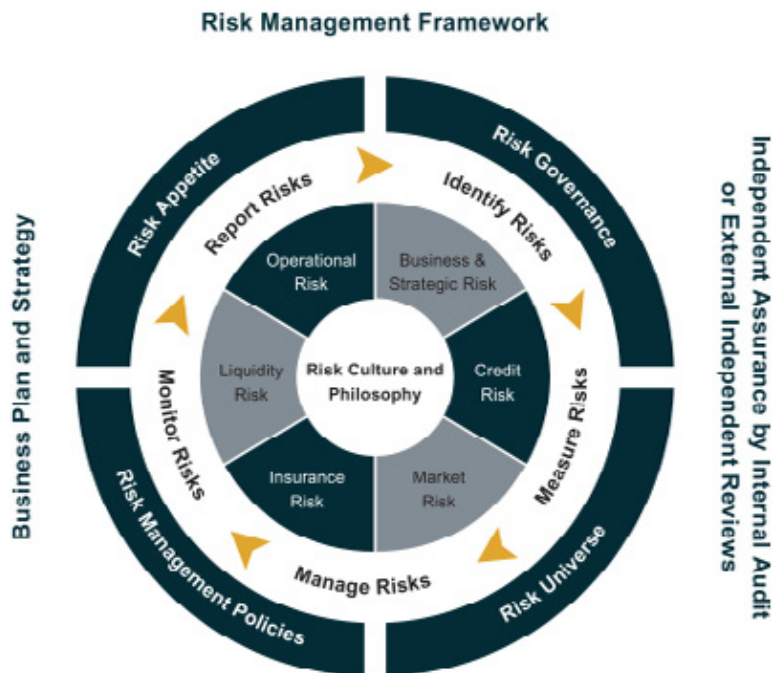 Risk Management Framework
Business Plan and Strategy
Independent Assurance by Internal Audit
or External Independent Reviews
Risk Appetite
Risk Governance
Risk Universe
Risk Management Policies
Report Risks
Identify Risks
Measure Risks
Manage Risks
Monitor Risks
Operational
Risk
Business &
Strategic Risk
Credit
Risk
Market
Risk
Insurance
Risk
Liquidity
Risk
Risk Culture and
Philosophy